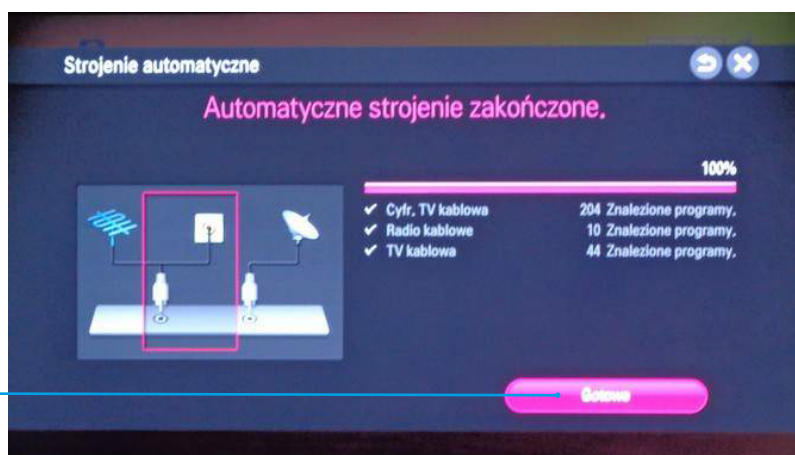 Strojenie automatyczne
Automatyczne strojenie zakończone.
100%
✔ Cyfr. TV kablowa 204 Znalezione programy.
✔ Radio kablowe 10 Znalezione programy.
✔ TV kablowa 44 Znalezione programy.
Gotowe